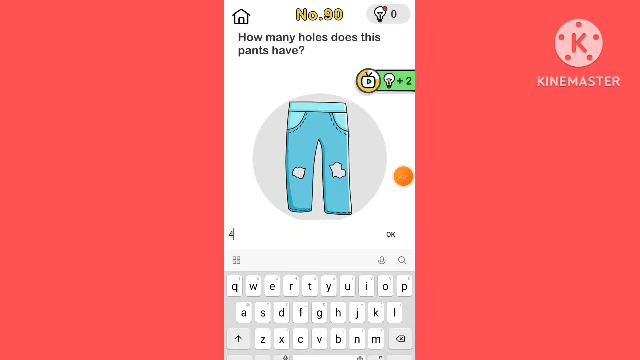 No.90
0
How many holes does this
pants have?
+2
KINEMASTER
4
OK
q w e r t y u i o p
a s d f g h j k l
z x c v b n m